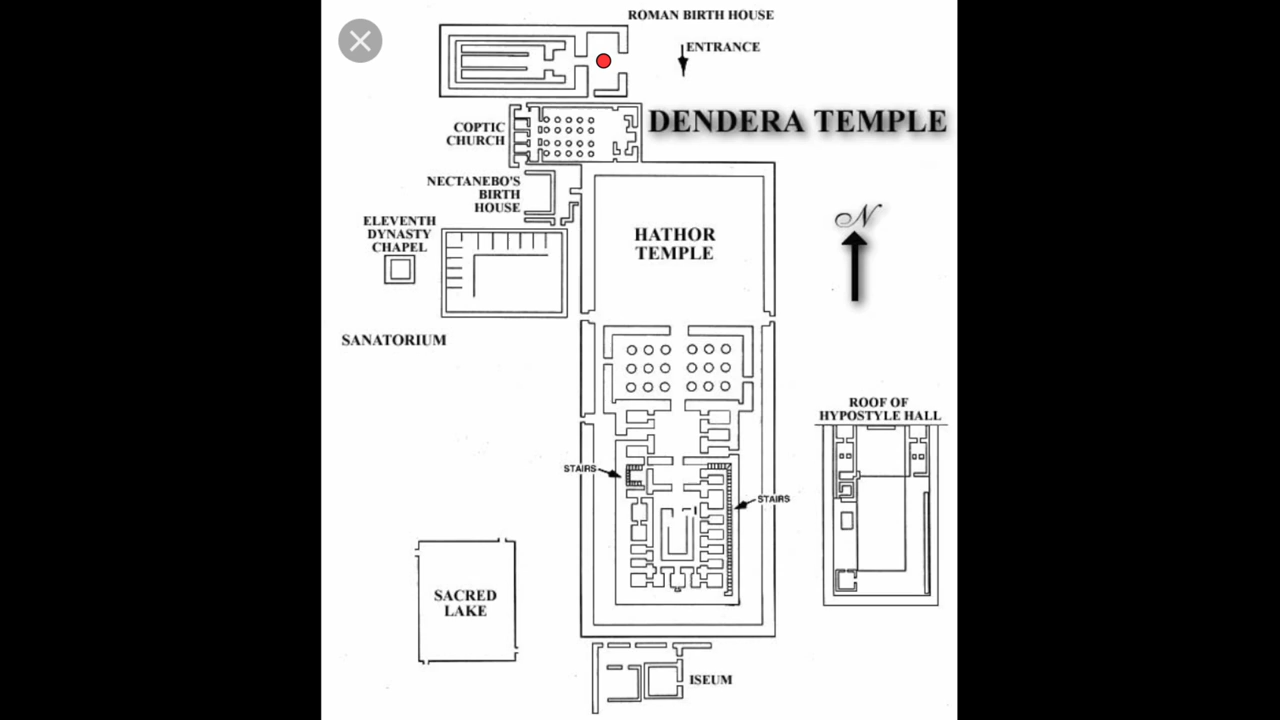 ROMAN BIRTH HOUSE
ENTRANCE
DENDERA TEMPLE
COPTIC
CHURCH
NECTANEBO'S
BIRTH
HOUSE
ELEVENTH
DYNASTY
CHAPEL
HATHOR
TEMPLE
N
SANATORIUM
ROOF OF
HYPOSTYLE HALL
STAIRS
STAIRS
SACRED
LAKE
ISEUM